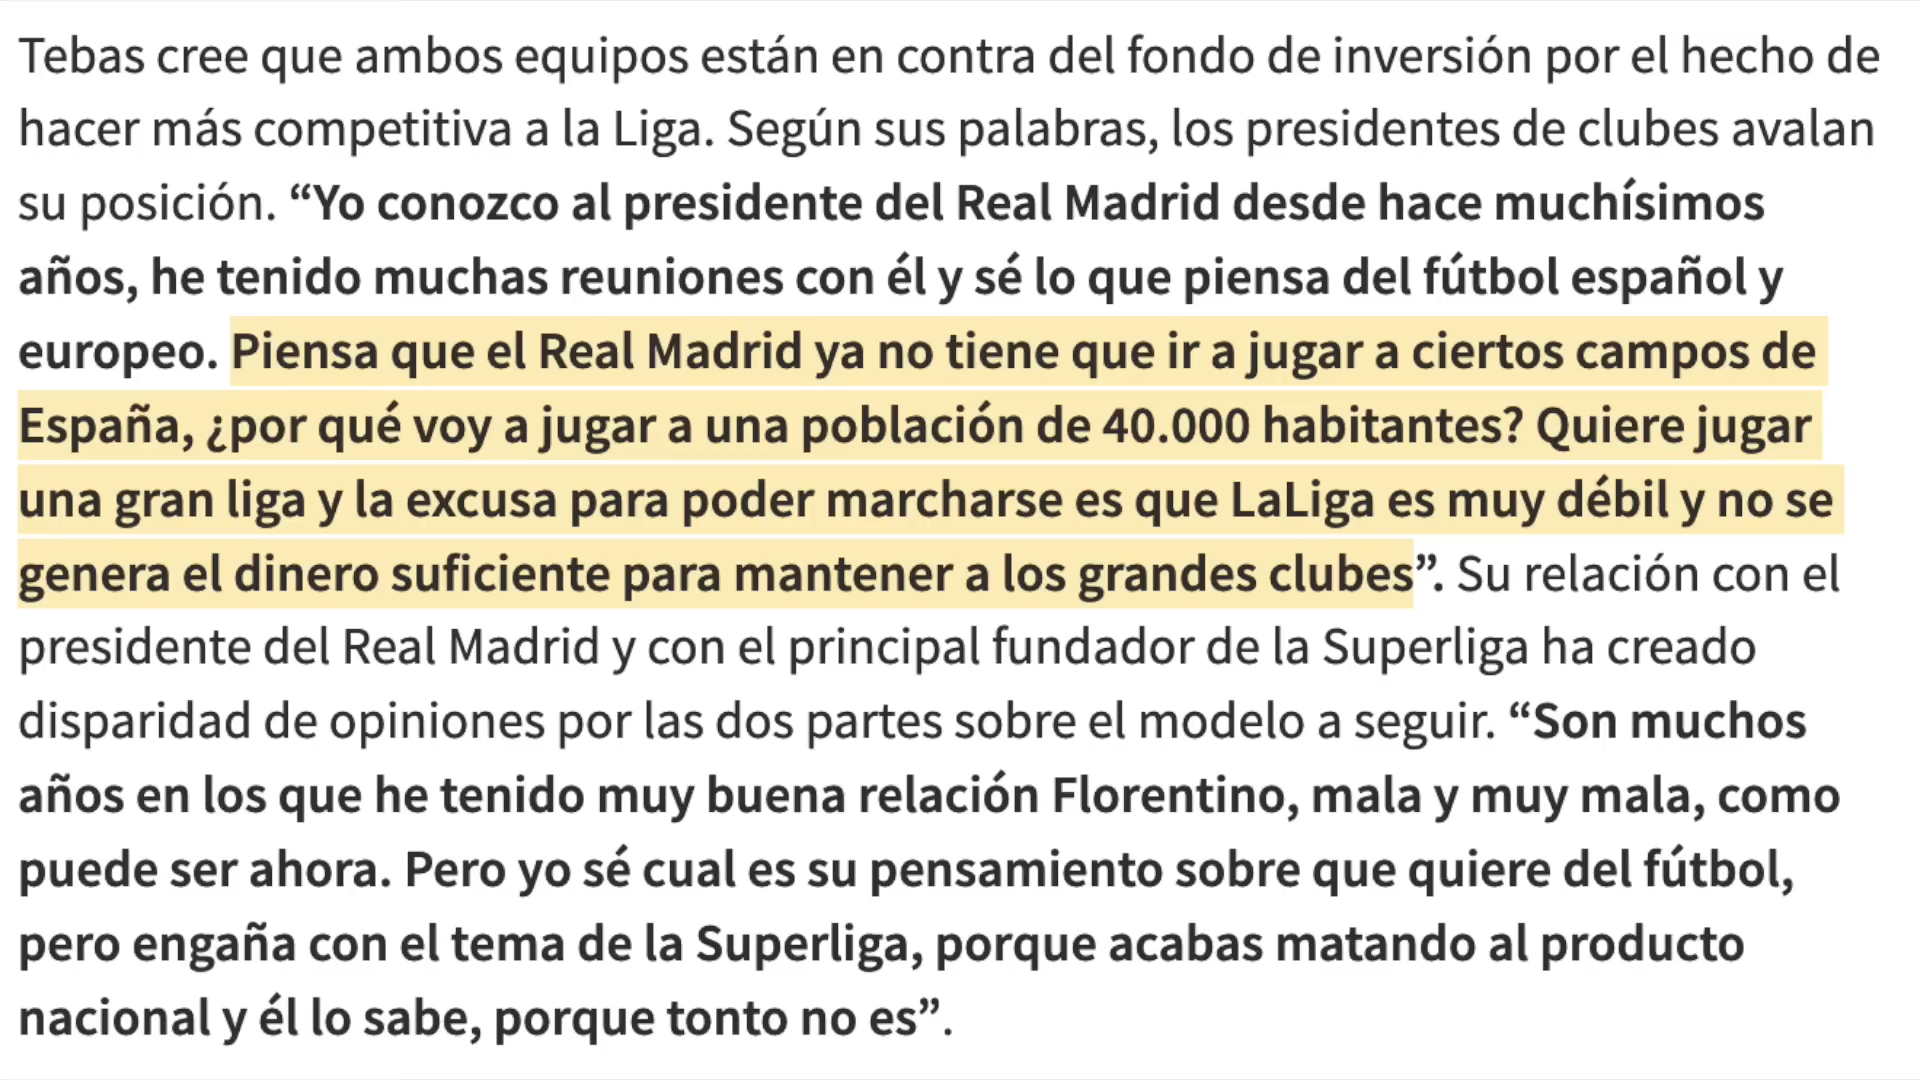 Tebas cree que ambos equipos están en contra del fondo de inversión por el hecho de
hacer más competitiva a la Liga. Según sus palabras, los presidentes de clubes avalan
su posición. “Yo conozco al presidente del Real Madrid desde hace muchísimos
años, he tenido muchas reuniones con él y sé lo que piensa del fútbol español y
europeo. Piensa que el Real Madrid ya no tiene que ir a jugar a ciertos campos de
España, ¿por qué voy a jugar a una población de 40.000 habitantes? Quiere jugar
una gran liga y la excusa para poder marcharse es que LaLiga es muy débil y no se
genera el dinero suficiente para mantener a los grandes clubes”. Su relación con el
presidente del Real Madrid y con el principal fundador de la Superliga ha creado
disparidad de opiniones por las dos partes sobre el modelo a seguir. “Son muchos
años en los que he tenido muy buena relación Florentino, mala y muy mala, como
puede ser ahora. Pero yo sé cual es su pensamiento sobre que quiere del fútbol,
pero engaña con el tema de la Superliga, porque acabas matando al producto
nacional y él lo sabe, porque tonto no es”.